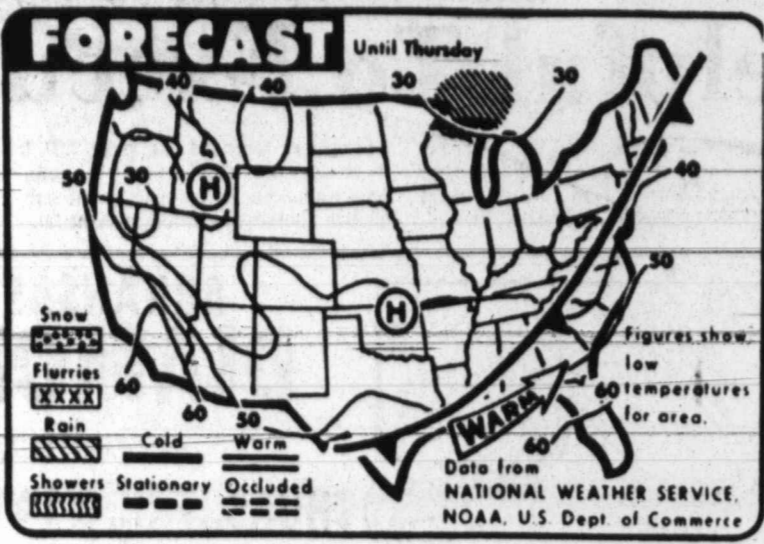 FORECAST
Until Thursday
40
40
30
30
50
30
H
40
50
H
Snow
Flurries
XXXX
Rain
Showers
60
60
50
Cold
Warm
Stationary
Occluded
WARM
60
60
Figures show
low
temperatures
for area.
Data from
NATIONAL WEATHER SERVICE,
NOAA, U.S. Dept. of Commerce